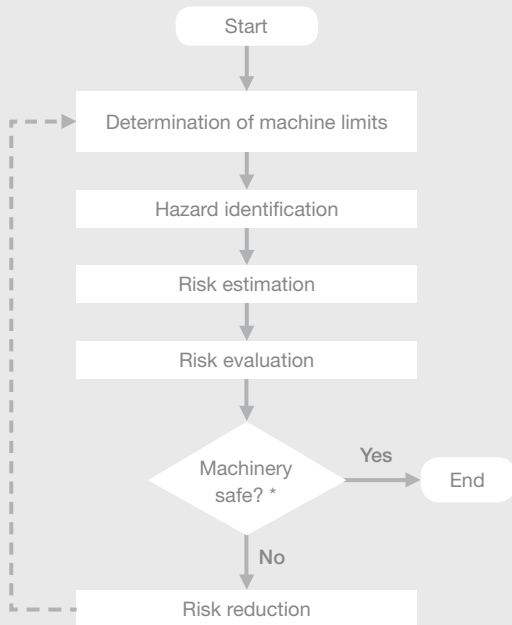 Start
Determination of machine limits
Hazard identification
Risk estimation
Risk evaluation
Machinery
safe? *
Yes
End
No
Risk reduction